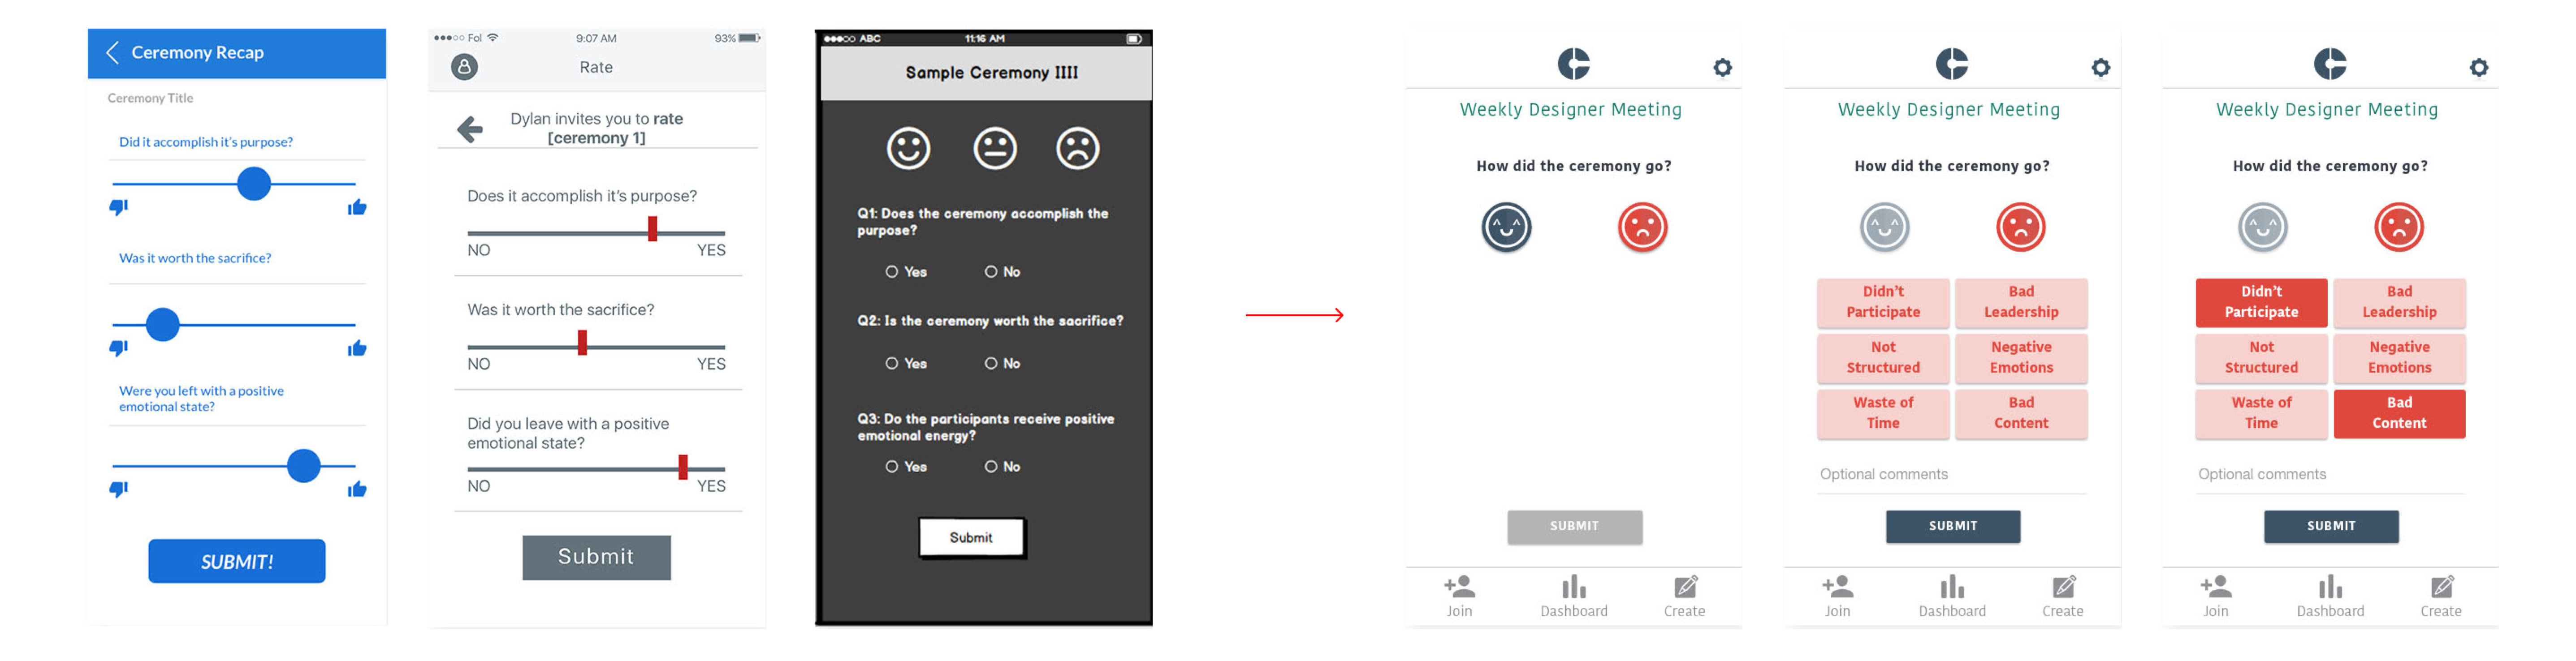 Ceremony Recap
Ceremony Title
Did it accomplish it's purpose?
Was it worth the sacrifice?
Were you left with a positive
emotional state?
SUBMIT!
Fol 9:07 AM 93%
Rate
Dylan invites you to rate
[ceremony 1]
Does it accomplish it's purpose?
NO YES
Was it worth the sacrifice?
NO YES
Did you leave with a positive
emotional state?
NO YES
Submit
ABC 11:16 AM
Sample Ceremony IIII
Q1: Does the ceremony accomplish the
purpose?
Yes No
Q2: Is the ceremony worth the sacrifice?
Yes No
Q3: Do the participants receive positive
emotional energy?
Yes No
Submit
Weekly Designer Meeting
How did the ceremony go?
SUBMIT
Join Dashboard Create
Weekly Designer Meeting
How did the ceremony go?
Didn't
Participate
Bad
Leadership
Not
Structured
Negative
Emotions
Waste of
Time
Bad
Content
Optional comments
SUBMIT
Join Dashboard Create
Weekly Designer Meeting
How did the ceremony go?
Didn't
Participate
Bad
Leadership
Not
Structured
Negative
Emotions
Waste of
Time
Bad
Content
Optional comments
SUBMIT
Join Dashboard Create